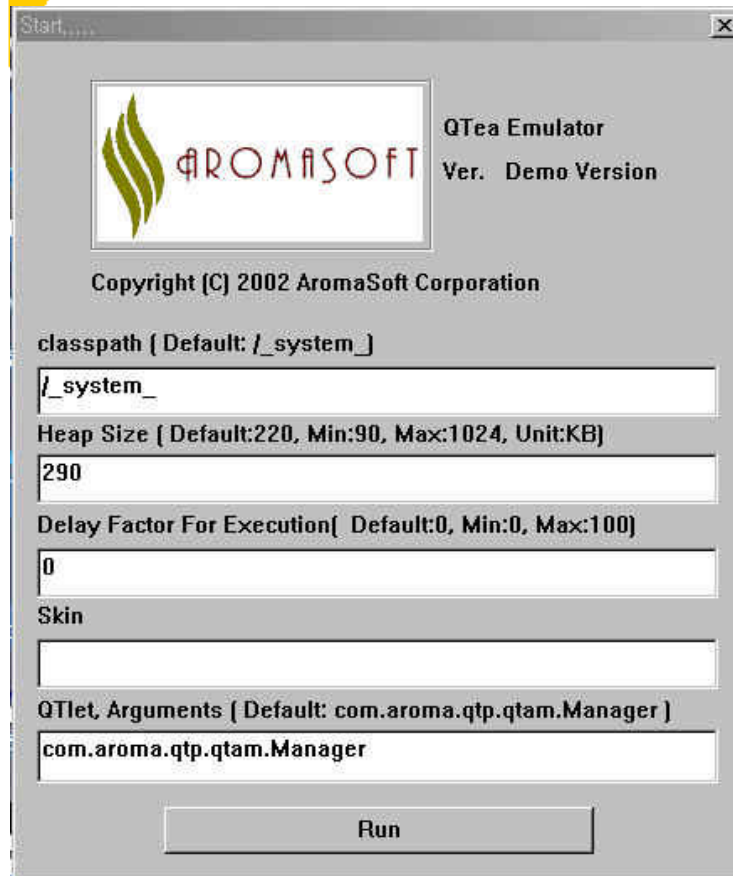 Start,....
AROMASOFT
QTea Emulator
Ver. Demo Version
Copyright (C) 2002 AromaSoft Corporation
classpath ( Default: /_system_)
/_system_
Heap Size ( Default:220, Min:90, Max:1024, Unit:KB)
290
Delay Factor For Execution( Default:0, Min:0, Max:100)
0
Skin
QTlet, Arguments ( Default: com.aroma.qtp.qtam.Manager )
com.aroma.qtp.qtam.Manager
Run